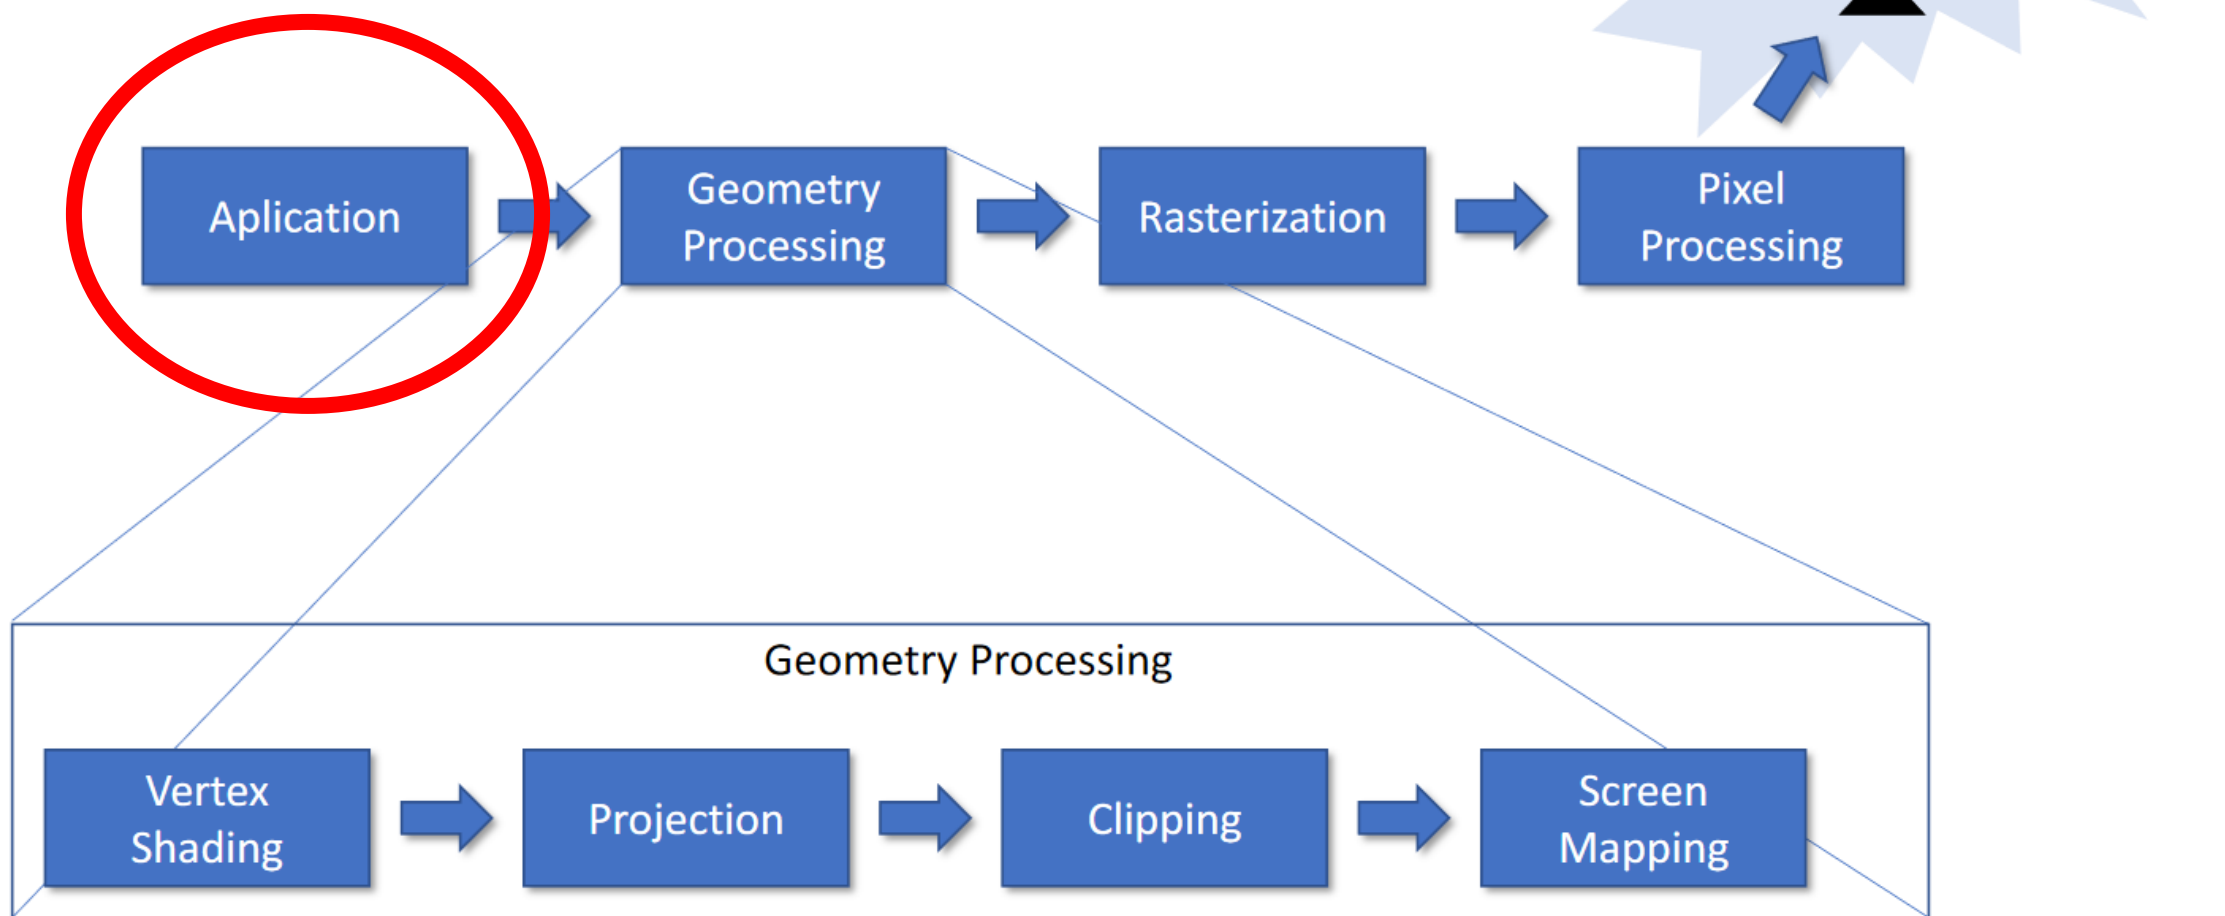 Aplication
Geometry
Processing
Rasterization
Pixel
Processing
Geometry Processing
Vertex
Shading
Projection
Clipping
Screen
Mapping